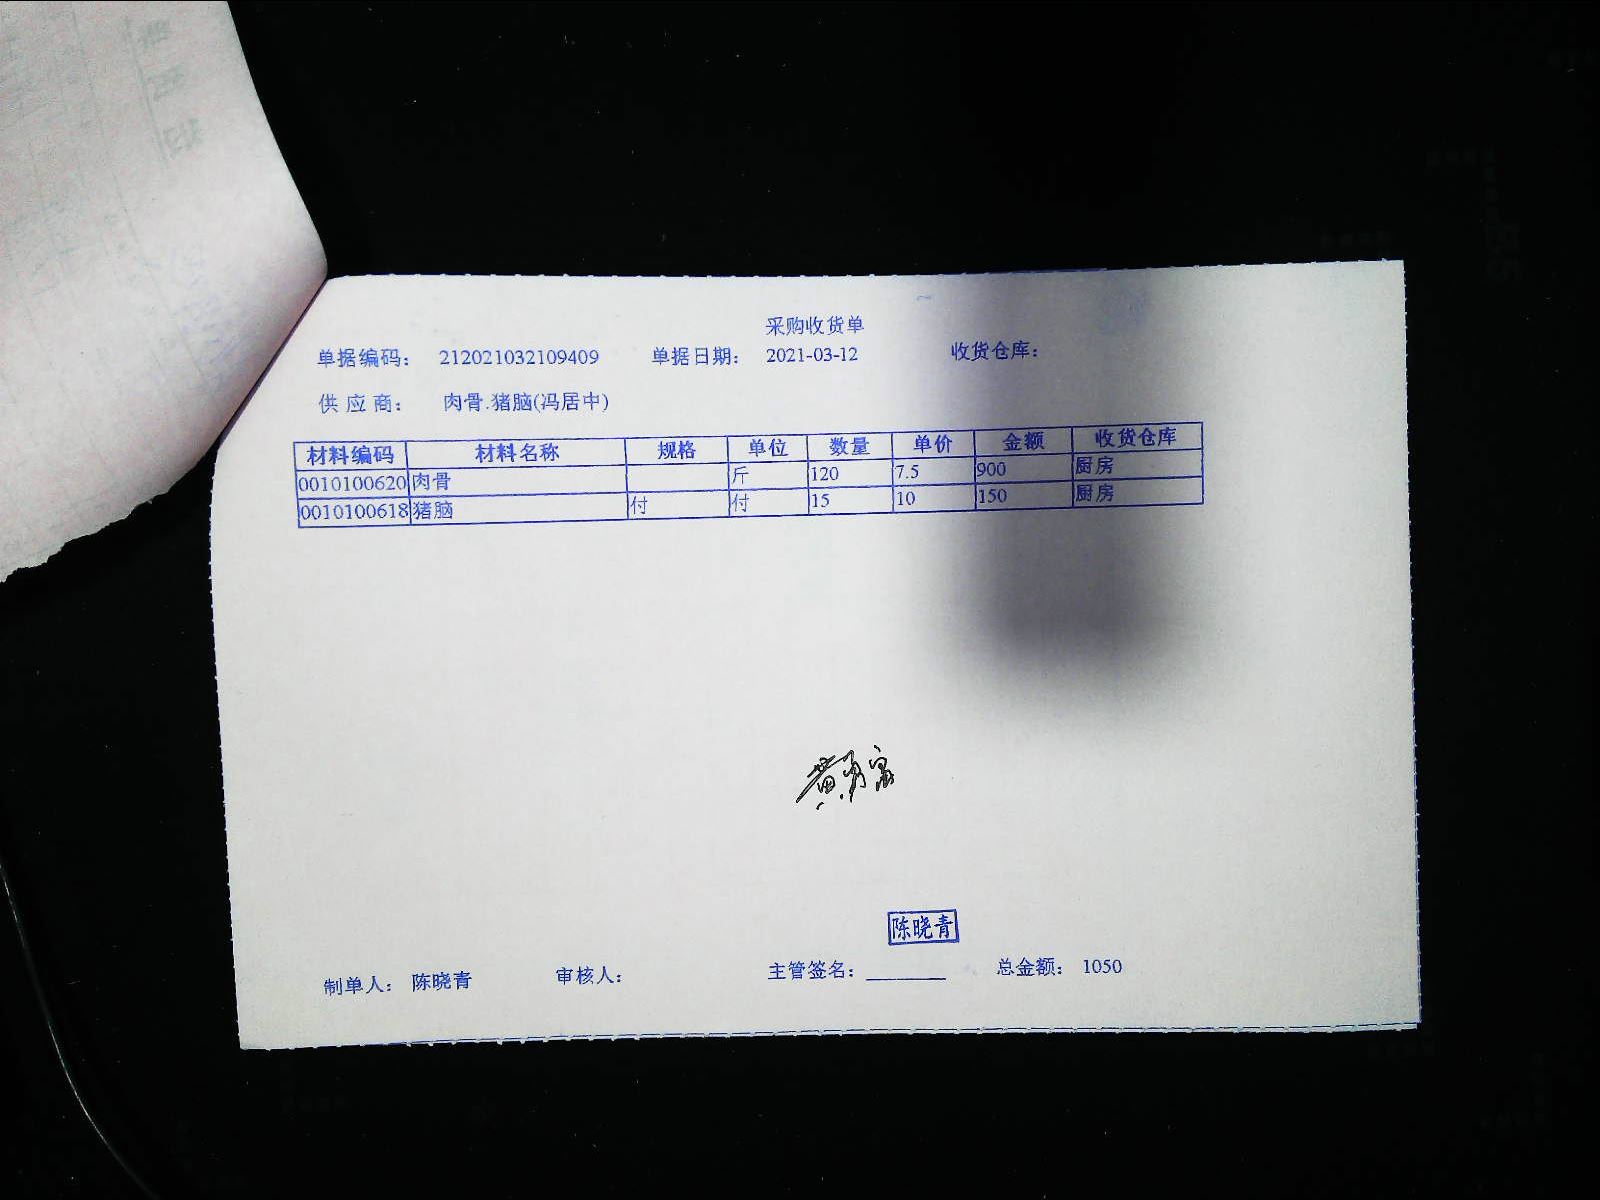 采购收货单
单据编码: 212021032109409 单据日期: 2021-03-12 收货仓库:
供应商: 肉骨.猪脑(冯居中)
材料编码 材料名称 规格 单位 数量 单价 金额 收货仓库
0010100620 肉骨 斤 120 7.5 900 厨房
0010100618 猪脑 付 付 15 10 150 厨房
黄勇富
陈晓青
制单人: 陈晓青 审核人: 主管签名: 总金额: 1050